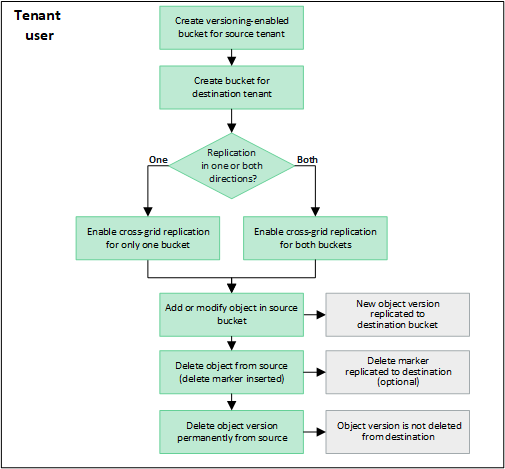 Tenant
user
Create versioning-enabled
bucket for source tenant
Create bucket for
destination tenant
Replication
in one or both
directions?
One
Both
Enable cross-grid replication
for only one bucket
Enable cross-grid replication
for both buckets
Add or modify object in source
bucket
New object version
replicated to
destination bucket
Delete object from source
(delete marker inserted)
Delete marker
replicated to destination
(optional)
Delete object version
permanently from source
Object version is not deleted
from destination